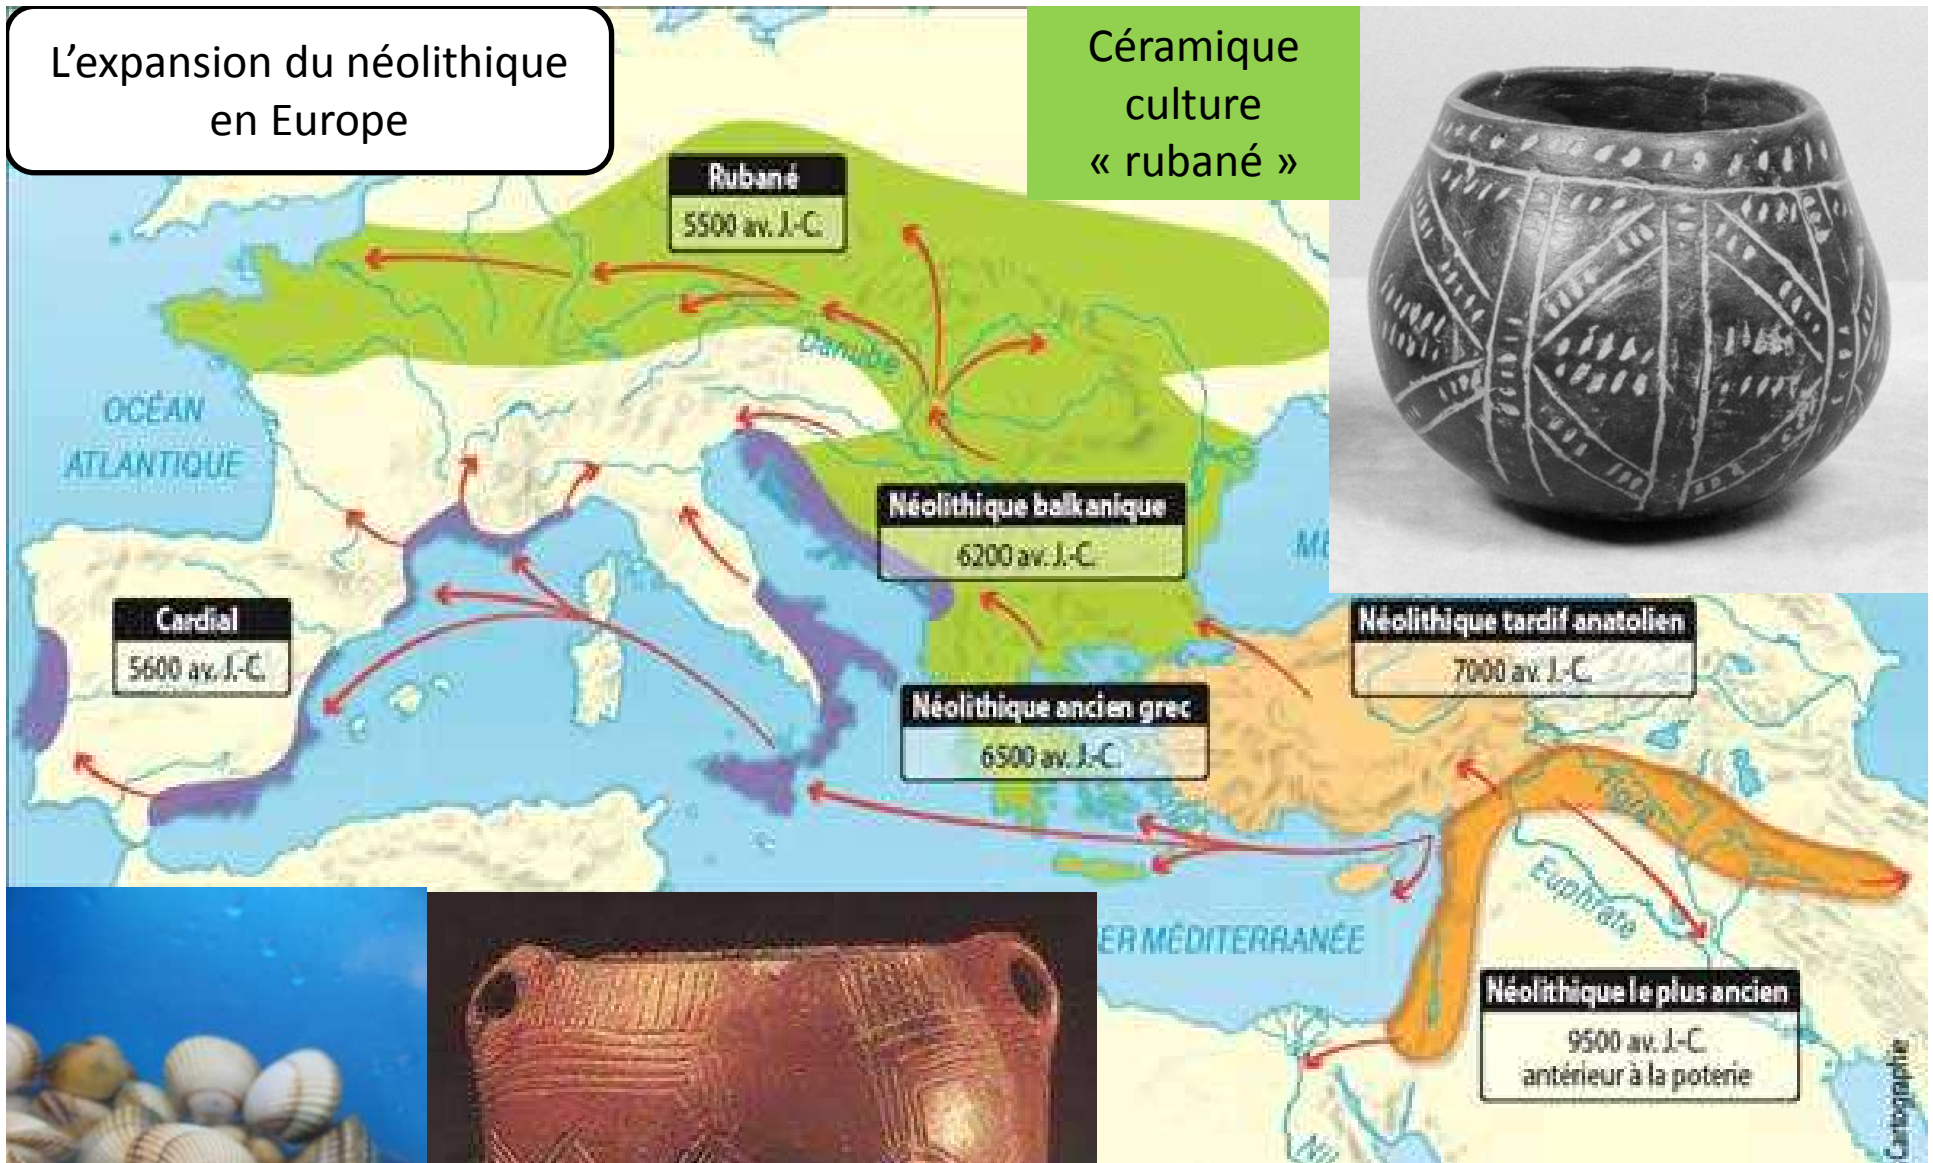 L’expansion du néolithique
en Europe
Céramique
culture
« rubané »
Rubané
5500 av. J.-C.
Danube
OCÉAN
ATLANTIQUE
Néolithique balkanique
6200 av. J.-C.
Cardial
5600 av. J.-C.
Néolithique tardif anatolien
7000 av. J.-C.
Néolithique ancien grec
6500 av. J.-C.
Tigre
Euphrate
ER MÉDITERRANÉE
Néolithique le plus ancien
9500 av. J.-C.
antérieur à la poterie
Cartographie